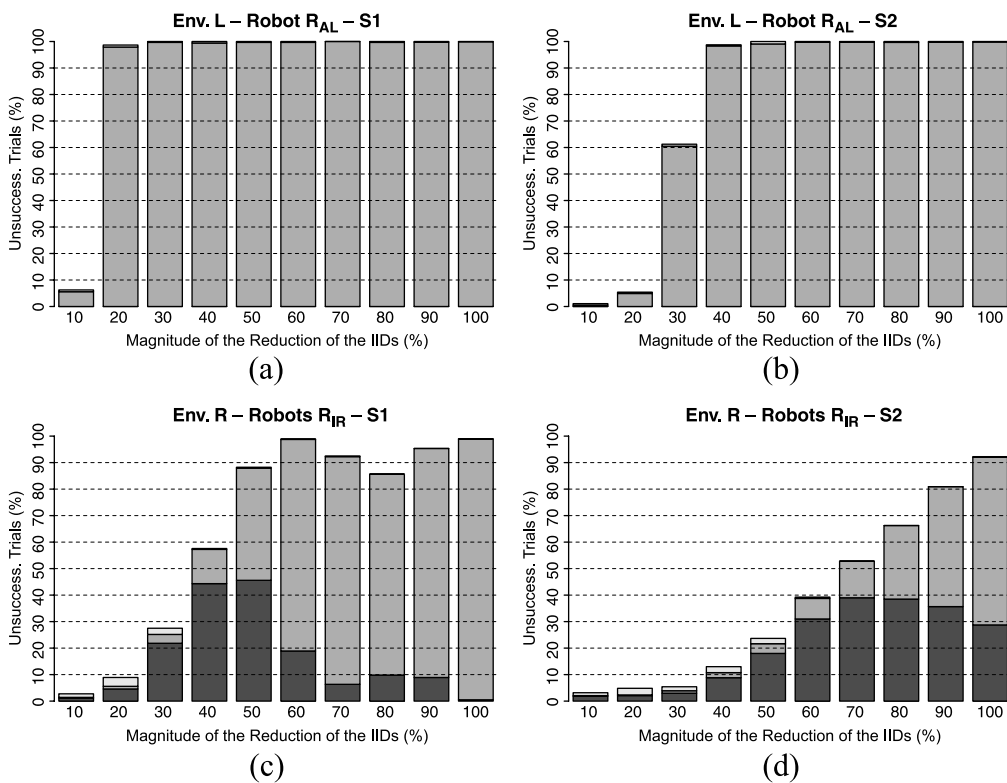 Env. L – Robot R_AL – S1
Unsuccess. Trials (%)
0 10 20 30 40 50 60 70 80 90 100
10 20 30 40 50 60 70 80 90 100
Magnitude of the Reduction of the IIDs (%)
(a)
Env. L – Robot R_AL – S2
Unsuccess. Trials (%)
0 10 20 30 40 50 60 70 80 90 100
10 20 30 40 50 60 70 80 90 100
Magnitude of the Reduction of the IIDs (%)
(b)
Env. R – Robots R_IR – S1
Unsuccess. Trials (%)
0 10 20 30 40 50 60 70 80 90 100
10 20 30 40 50 60 70 80 90 100
Magnitude of the Reduction of the IIDs (%)
(c)
Env. R – Robots R_IR – S2
Unsuccess. Trials (%)
0 10 20 30 40 50 60 70 80 90 100
10 20 30 40 50 60 70 80 90 100
Magnitude of the Reduction of the IIDs (%)
(d)